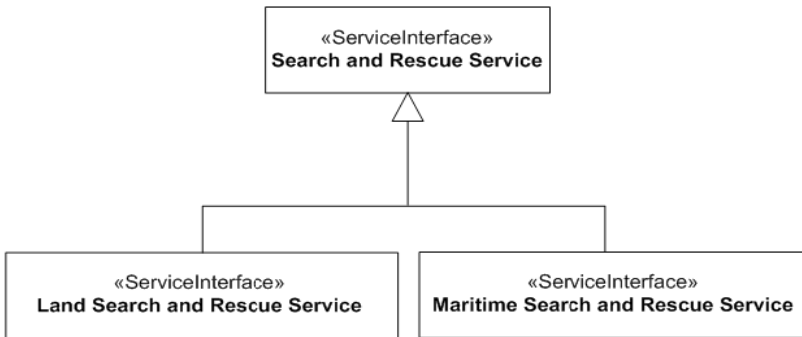 «ServiceInterface»
Search and Rescue Service
«ServiceInterface»
Land Search and Rescue Service
«ServiceInterface»
Maritime Search and Rescue Service